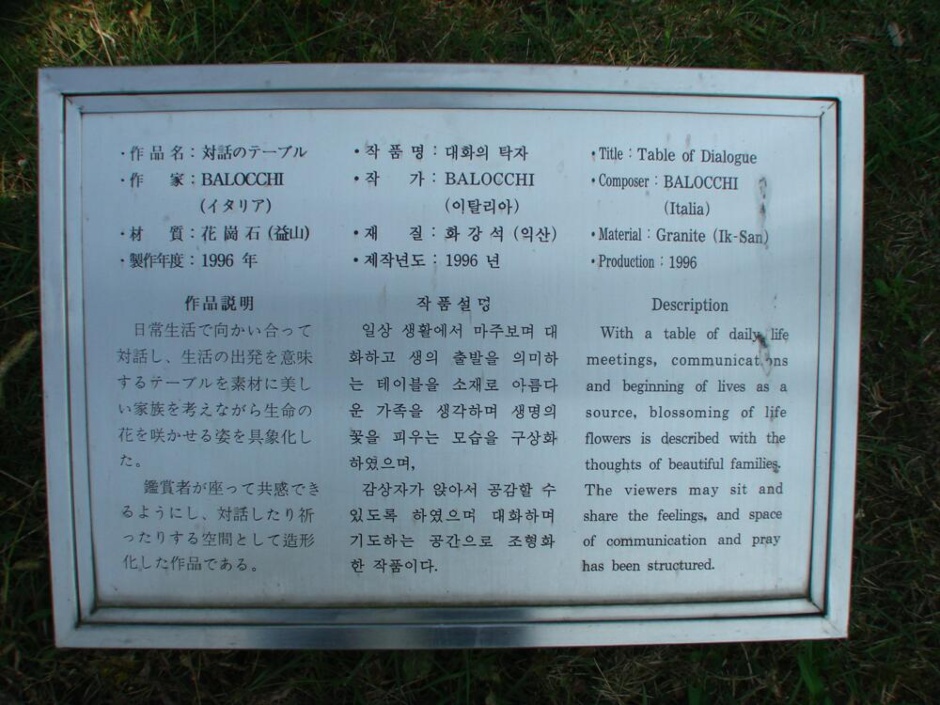 ・作品名：対話のテーブル
・作　家：BALOCCHI
(イタリア)
・材　質：花崗石 (益山)
・製作年度：1996 年
作品説明
日常生活で向かい合って
対話し、生活の出発を意味
するテーブルを素材に美し
い家族を考えながら生命の
花を咲かせる姿を具象化し
た。
鑑賞者が座って共感でき
るようにし、対話したり祈
ったりする空間として造形
化した作品である。
・작 품 명 : 대화의 탁자
・작　가 : BALOCCHI
(이탈리아)
・재　질 : 화 강 석 (익산)
・제작년도 : 1996 년
작품설명
일상 생활에서 마주보며 대
화하고 생의 출발을 의미하
는 테이블을 소재로 아름다
운 가족을 생각하며 생명의
꽃을 피우는 모습을 구상화
하였으며,
감상자가 앉아서 공감할 수
있도록 하였으며 대화하며
기도하는 공간으로 조형화
한 작품이다.
・Title : Table of Dialogue
・Composer : BALOCCHI
(Italia)
・Material : Granite (Ik-San)
・Production : 1996
Description
With a table of daily life
meetings, communications
and beginning of lives as a
source, blossoming of life
flowers is described with the
thoughts of beautiful families.
The viewers may sit and
share the feelings, and space
of communication and pray
has been structured.